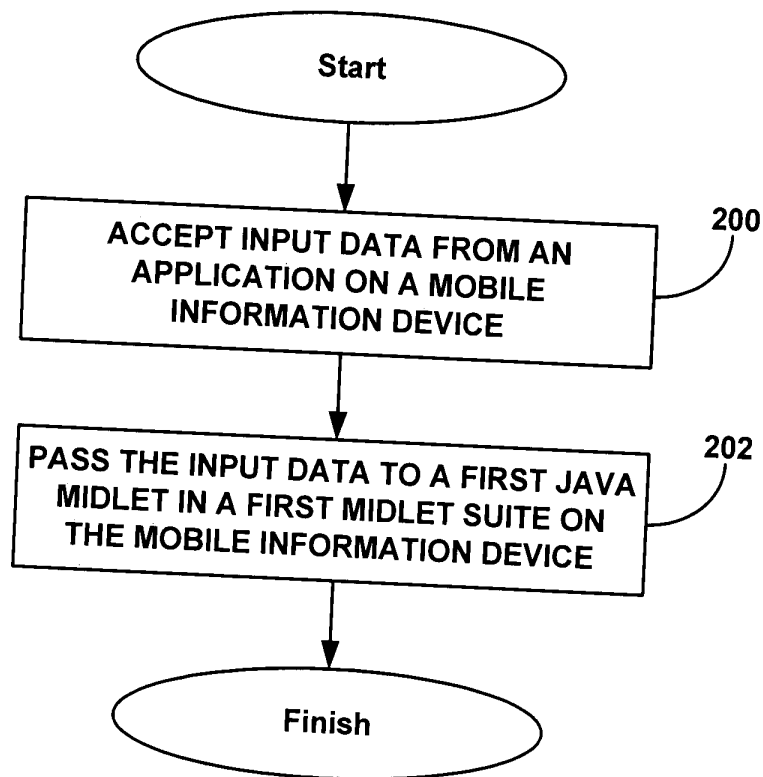 Start
ACCEPT INPUT DATA FROM AN
APPLICATION ON A MOBILE
INFORMATION DEVICE
200
PASS THE INPUT DATA TO A FIRST JAVA
MIDLET IN A FIRST MIDLET SUITE ON
THE MOBILE INFORMATION DEVICE
202
Finish